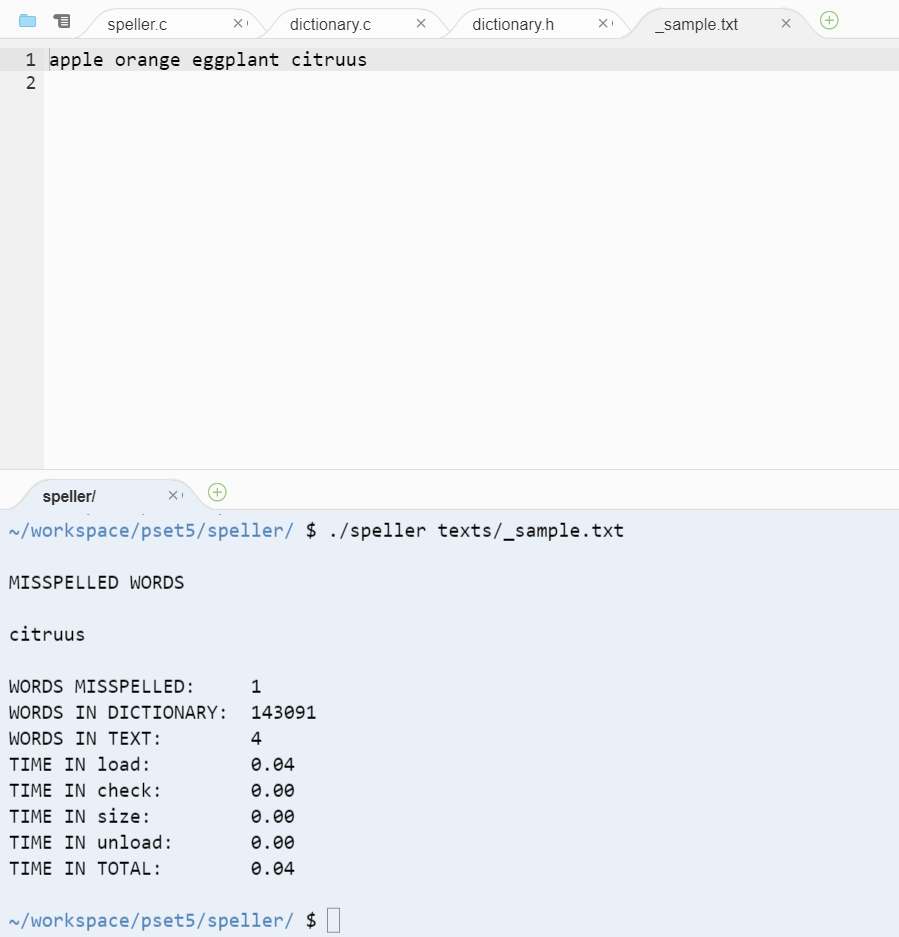 speller.c dictionary.c dictionary.h _sample.txt
1 apple orange eggplant citruus
2
speller/
~/workspace/pset5/speller/ $ ./speller texts/_sample.txt
MISSPELLED WORDS
citruus
WORDS MISSPELLED: 1
WORDS IN DICTIONARY: 143091
WORDS IN TEXT: 4
TIME IN load: 0.04
TIME IN check: 0.00
TIME IN size: 0.00
TIME IN unload: 0.00
TIME IN TOTAL: 0.04
~/workspace/pset5/speller/ $